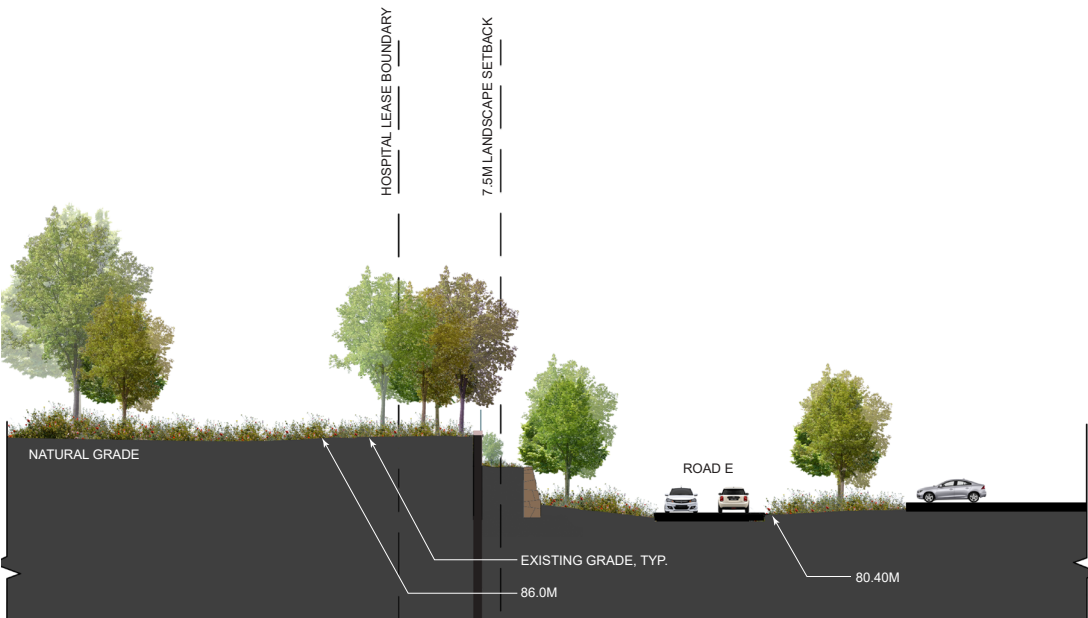 HOSPITAL LEASE BOUNDARY
7.5M LANDSCAPE SETBACK
NATURAL GRADE
ROAD E
EXISTING GRADE, TYP.
86.0M
80.40M